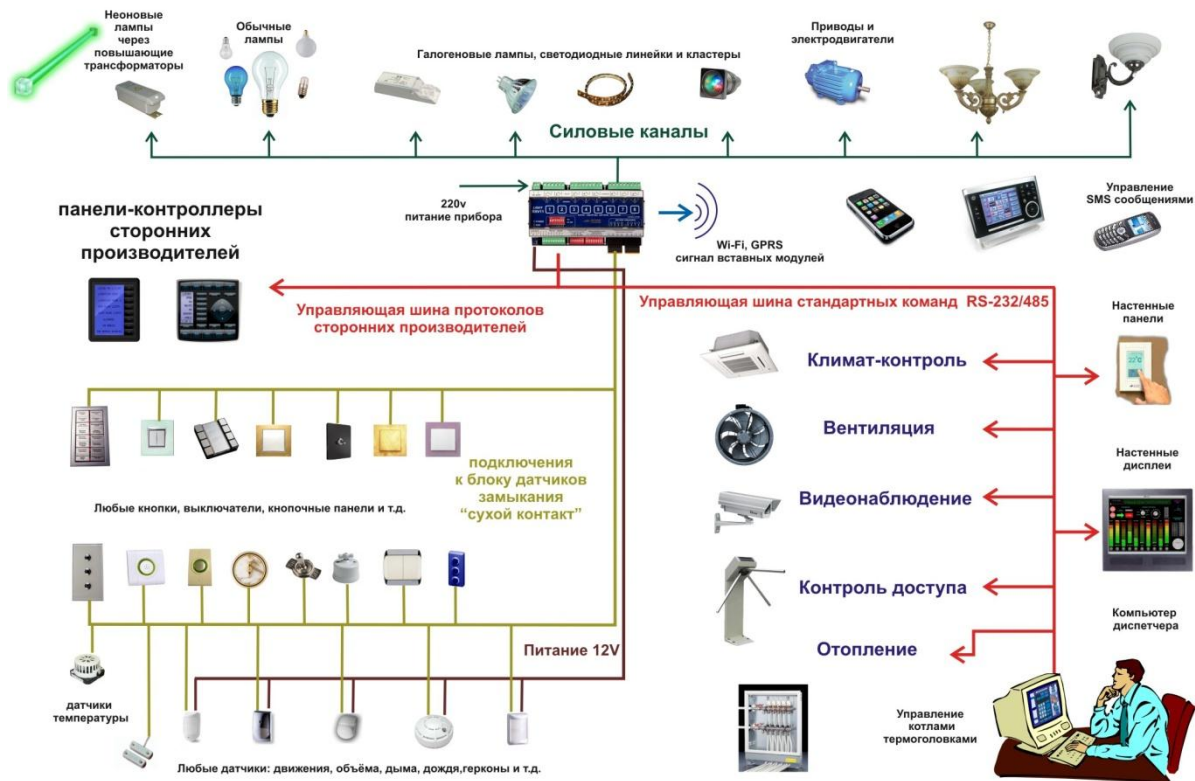 Неоновые
лампы
через
повышающие
трансформаторы
Обычные
лампы
Галогеновые лампы, светодиодные линейки и кластеры
Приводы и
электродвигатели
Силовые каналы
220v
питание прибора
Wi-Fi, GPRS
сигнал вставных модулей
Управление
SMS сообщениями
панели-контроллеры
сторонних
производителей
Управляющая шина протоколов
сторонних производителей
Управляющая шина стандартных команд RS-232/485
Настенные
панели
Климат-контроль
Вентиляция
Видеонаблюдение
Контроль доступа
Отопление
Настенные
дисплеи
Компьютер
диспетчера
Управление
котлами
термоголовками
подключения
к блоку датчиков
замыкания
“сухой контакт”
Любые кнопки, выключатели, кнопочные панели и т.д.
Питание 12V
датчики
температуры
Любые датчики: движения, объёма, дыма, дождя,герконы и т.д.